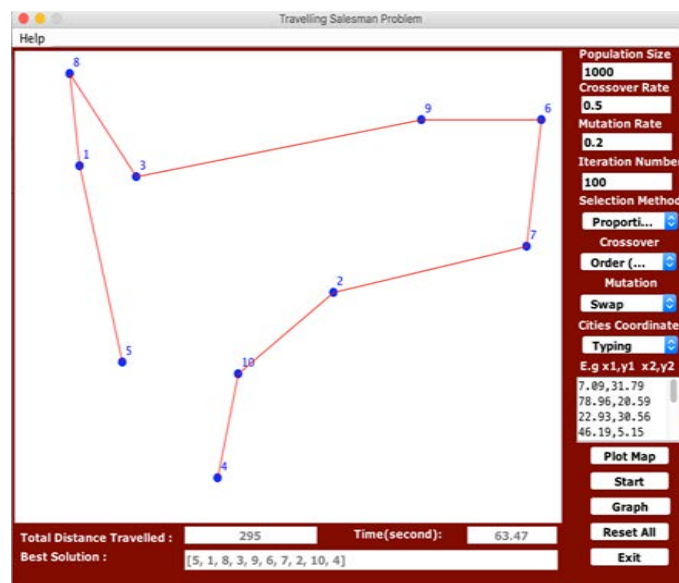 Travelling Salesman Problem
Help
8
9
6
1
3
7
2
5
10
4
Population Size
1000
Crossover Rate
0.5
Mutation Rate
0.2
Iteration Number
100
Selection Method
Proporti...
Crossover
Order (...
Mutation
Swap
Cities Coordinate
Typing
E.g x1,y1 x2,y2
7.09,31.79
78.96,20.59
22.93,30.56
46.19,5.15
Plot Map
Start
Graph
Reset All
Exit
Total Distance Travelled : 295 Time(second): 63.47
Best Solution : [5, 1, 8, 3, 9, 6, 7, 2, 10, 4]